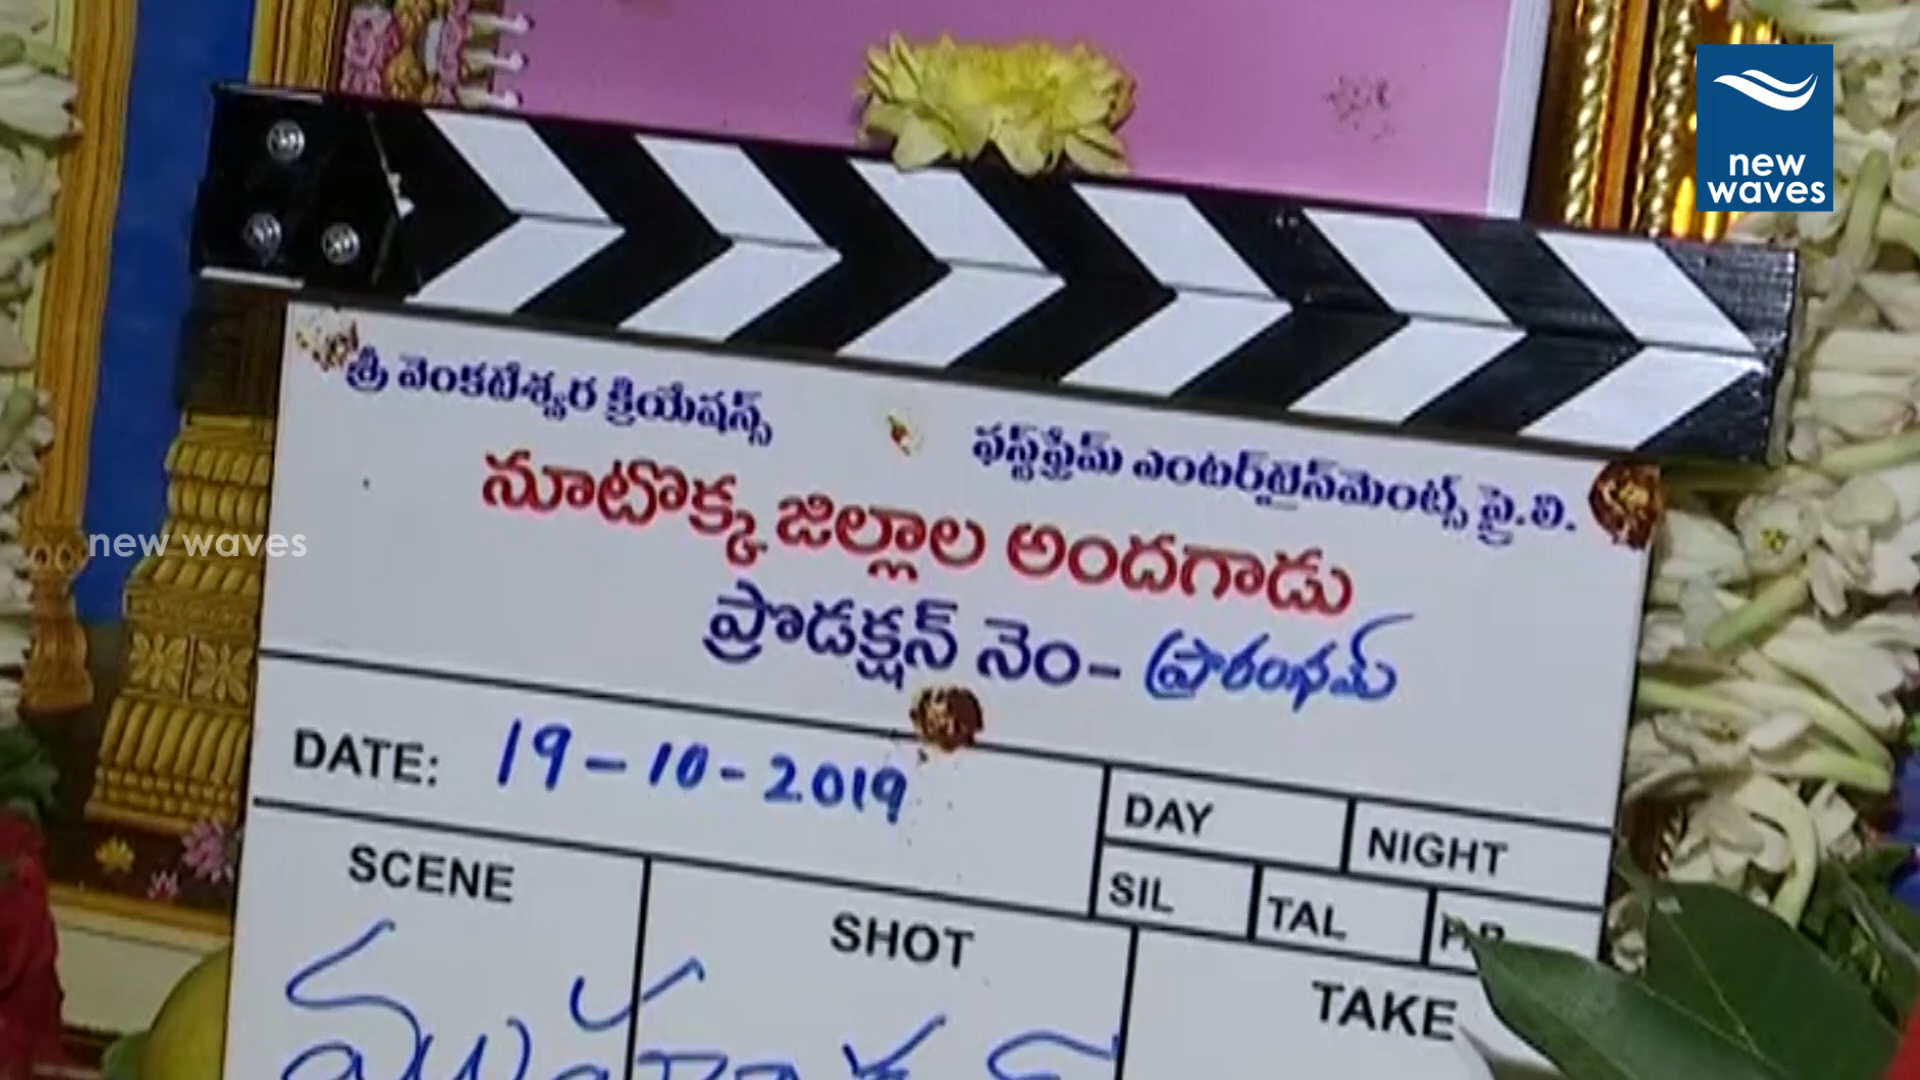 new
waves
శ్రీ వెంకటేశ్వర క్రియేషన్స్
ఫస్ట్‌ఫ్రేమ్ ఎంటర్‌టైన్‌మెంట్స్ ప్రై.లి.
నూటొక్క జిల్లాల అందగాడు
new waves
ప్రొడక్షన్ నెం- ప్రారంభమ్
DATE: 19-10-2019
DAY
NIGHT
SIL
TAL
SCENE
SHOT
TAKE